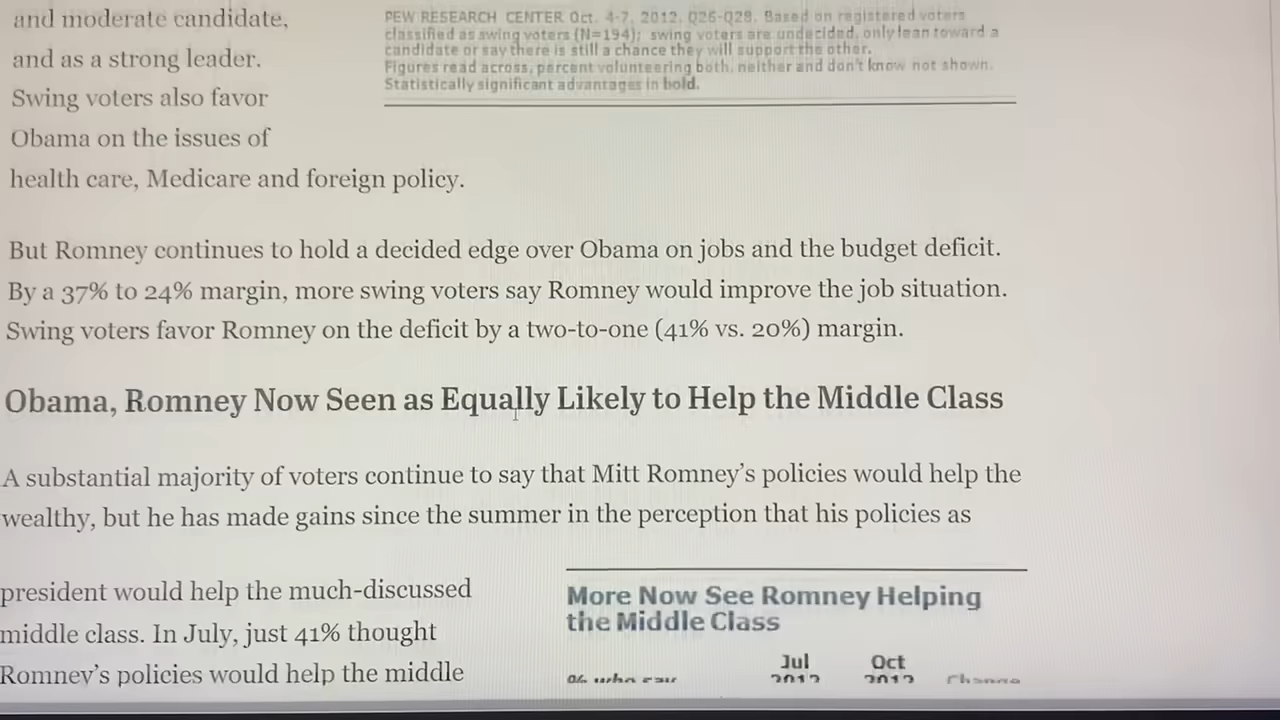 and moderate candidate,
and as a strong leader.
Swing voters also favor
Obama on the issues of
health care, Medicare and foreign policy.
PEW RESEARCH CENTER Oct. 4-7, 2012. Q26-Q28. Based on registered voters
classified as swing voters (N=194); swing voters are undecided, only lean toward a
candidate or say there is still a chance they will support the other.
Figures read across, percent volunteering both, neither and don't know not shown.
Statistically significant advantages in bold.
But Romney continues to hold a decided edge over Obama on jobs and the budget deficit.
By a 37% to 24% margin, more swing voters say Romney would improve the job situation.
Swing voters favor Romney on the deficit by a two-to-one (41% vs. 20%) margin.
Obama, Romney Now Seen as Equally Likely to Help the Middle Class
A substantial majority of voters continue to say that Mitt Romney's policies would help the
wealthy, but he has made gains since the summer in the perception that his policies as
president would help the much-discussed
middle class. In July, just 41% thought
Romney's policies would help the middle
More Now See Romney Helping
the Middle Class
Jul Oct
% who say 2012 2012 Change